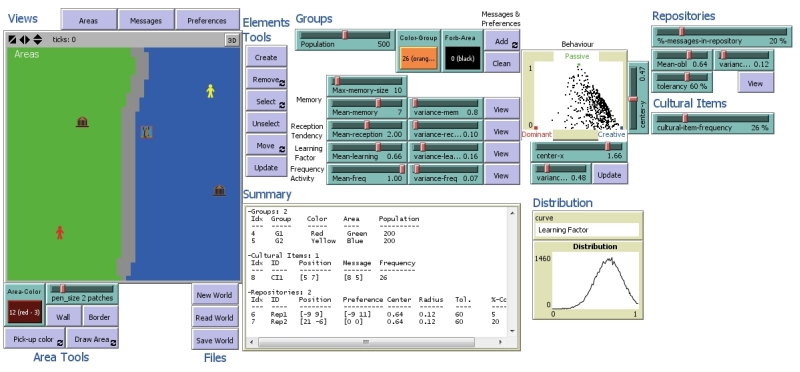 Views
Areas
Messages
Preferences
ticks: 0
3D
Areas
Elements
Tools
Create
Remove
Select
Unselect
Move
Update
Groups
Population 500
Color-Group
26 (orang...
Forb-Area
0 (black)
Messages &
Preferences
Add
Clean
Max-memory-size 10
Memory
Mean-memory 7
variance-mem 0.8
View
Reception
Tendency
Mean-reception 2.00
variance-rec... 0.10
View
Learning
Factor
Mean-learning 0.66
variance-lea... 0.16
View
Frequency
Activity
Mean-freq 1.00
variance-freq 0.07
View
Behaviour
1
Passive
0
Dominant
Creative
center-y 0.47
center-x 1.66
varianc... 0.48
Update
Repositories
%-messages-in-repository 20 %
Mean-obl 0.64
varianc... 0.12
tolerancy 60 %
View
Cultural Items
cultural-item-frequency 26 %
Summary
-Groups: 2
Idx Group Color Area Population
4 G1 Red Green 200
5 G2 Yellow Blue 200
-Cultural Items: 1
Idx ID Position Message Frequency
8 CI1 [5 7] [8 5] 26
-Repositories: 2
Idx ID Position Preference Center Radius Tol. %-Co
6 Rep1 [-9 9] [-9 11] 0.64 0.12 60 5
7 Rep2 [21 -6] [0 0] 0.64 0.12 60 20
Distribution
curve
Learning Factor
Distribution
1460
0
0
1
Area-Color
12 (red - 3)
pen_size 2 patches
Wall
Border
Pick-up color
Draw Area
Area Tools
New World
Read World
Save World
Files